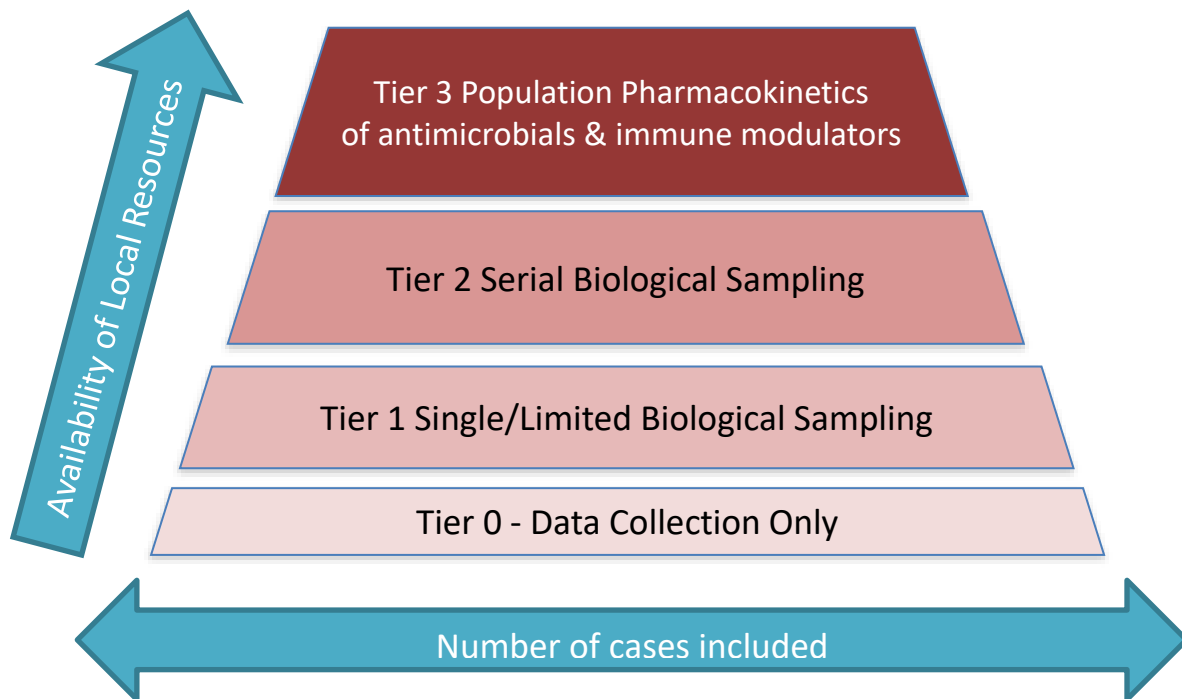 Availability of Local Resources
Tier 3 Population Pharmacokinetics
of antimicrobials & immune modulators
Tier 2 Serial Biological Sampling
Tier 1 Single/Limited Biological Sampling
Tier 0 - Data Collection Only
Number of cases included